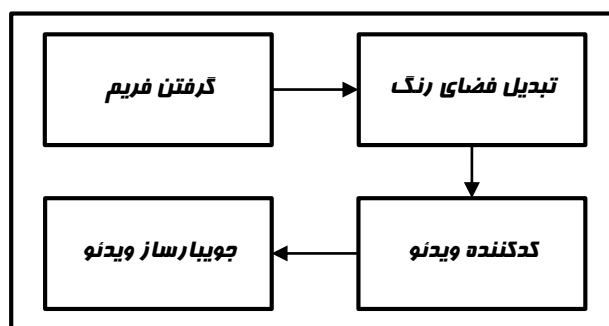 گرفتن فریم
تبدیل فضای رنگ
کدکننده ویدئو
جویبارساز ویدئو